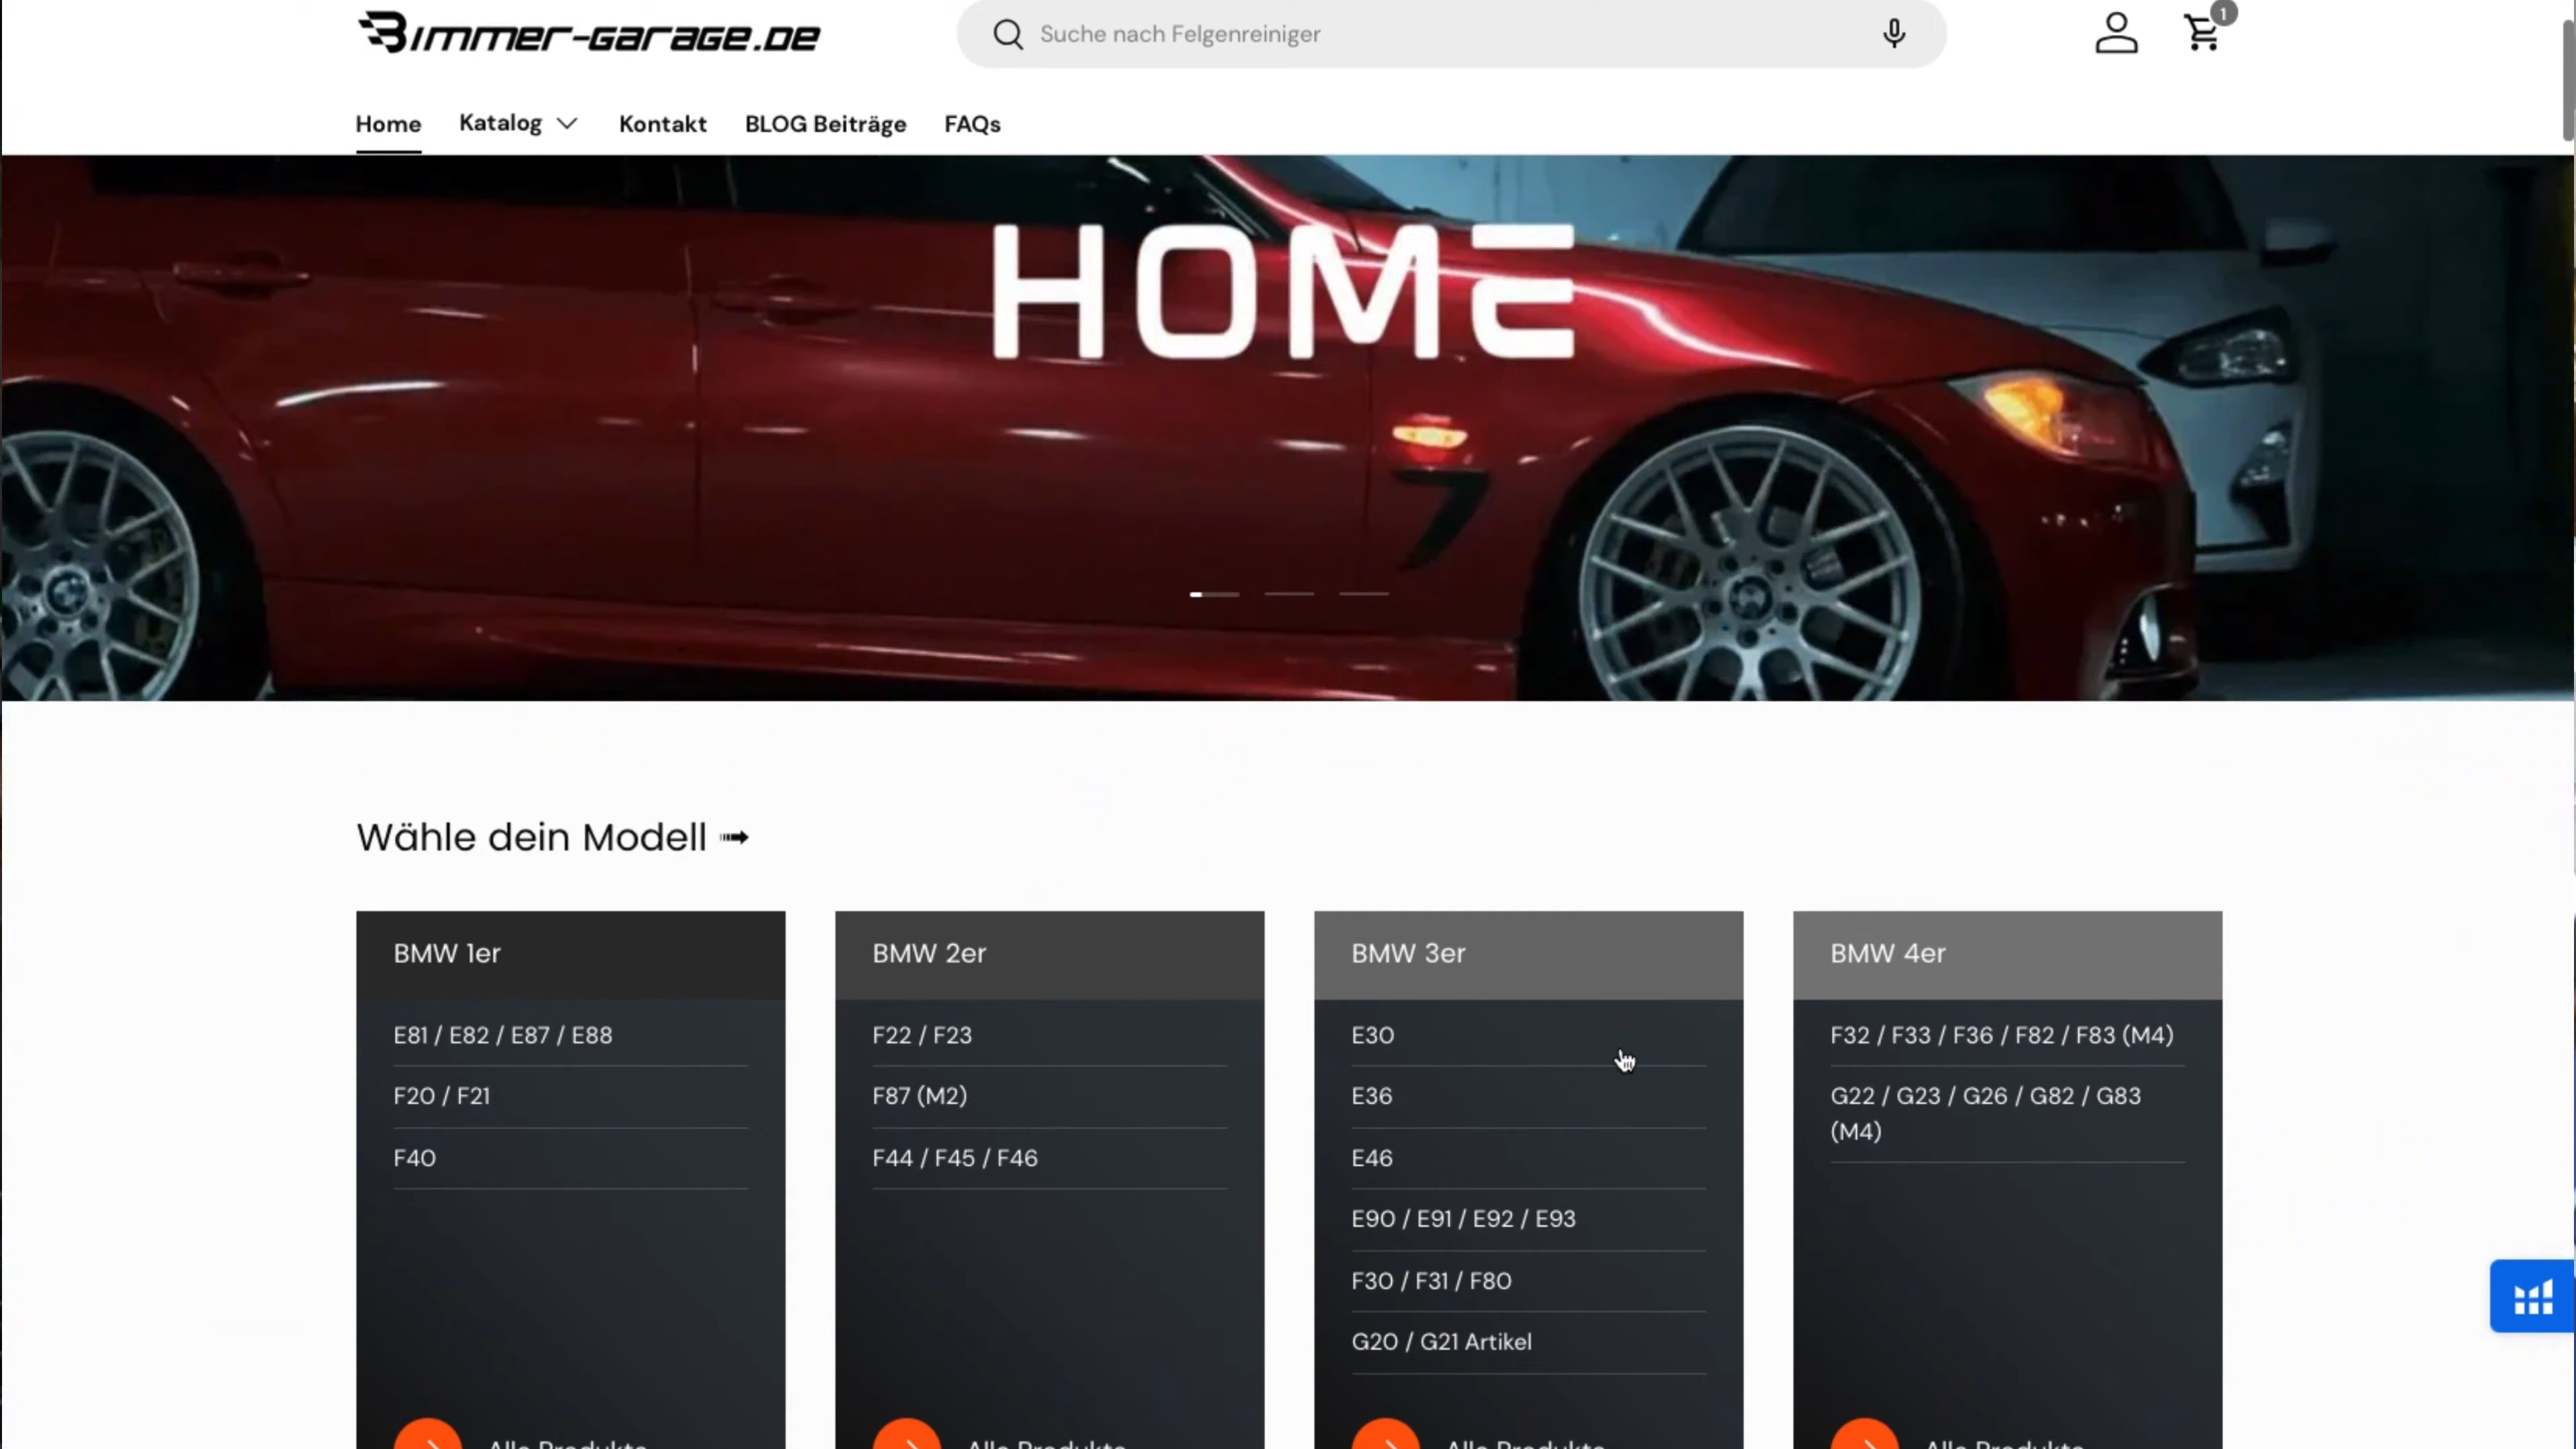 Bimmer-Garage.de
Suche nach Felgenreiniger
1
Home
Katalog
Kontakt
BLOG Beiträge
FAQs
HOME
Wähle dein Modell ➟
BMW 1er
E81 / E82 / E87 / E88
F20 / F21
F40
Alle Produkte
BMW 2er
F22 / F23
F87 (M2)
F44 / F45 / F46
Alle Produkte
BMW 3er
E30
E36
E46
E90 / E91 / E92 / E93
F30 / F31 / F80
G20 / G21 Artikel
Alle Produkte
BMW 4er
F32 / F33 / F36 / F82 / F83 (M4)
G22 / G23 / G26 / G82 / G83
(M4)
Alle Produkte